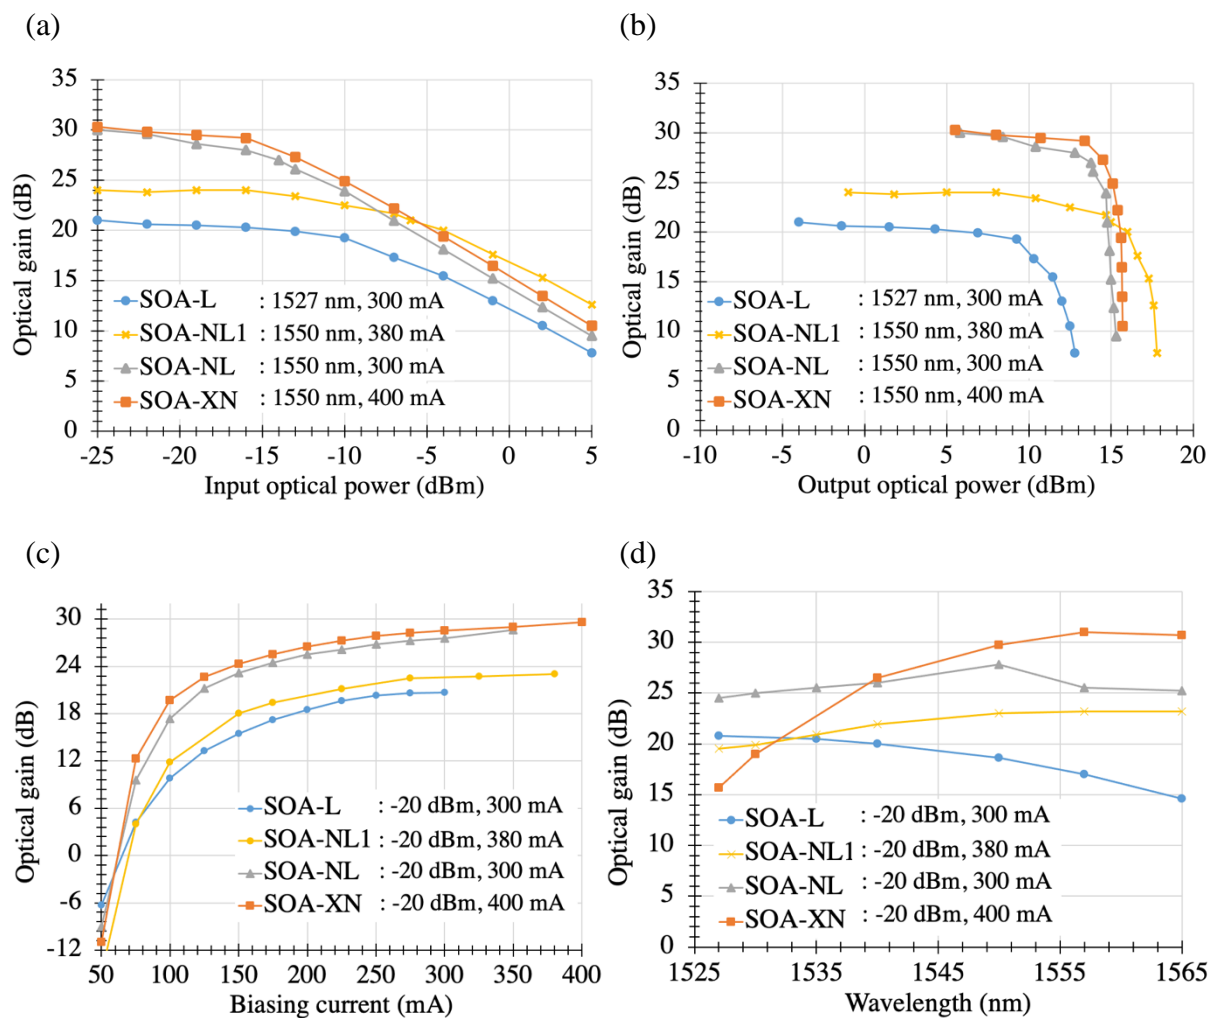 (a)
35
30
25
20
15
10
5
0
Optical gain (dB)
SOA-L : 1527 nm, 300 mA
SOA-NL1 : 1550 nm, 380 mA
SOA-NL : 1550 nm, 300 mA
SOA-XN : 1550 nm, 400 mA
-25 -20 -15 -10 -5 0 5
Input optical power (dBm)
(b)
35
30
25
20
15
10
5
0
Optical gain (dB)
SOA-L : 1527 nm, 300 mA
SOA-NL1 : 1550 nm, 380 mA
SOA-NL : 1550 nm, 300 mA
SOA-XN : 1550 nm, 400 mA
-10 -5 0 5 10 15 20
Output optical power (dBm)
(c)
30
24
18
12
6
0
-6
-12
Optical gain (dB)
SOA-L : -20 dBm, 300 mA
SOA-NL1 : -20 dBm, 380 mA
SOA-NL : -20 dBm, 300 mA
SOA-XN : -20 dBm, 400 mA
50 100 150 200 250 300 350 400
Biasing current (mA)
(d)
35
30
25
20
15
10
5
0
Optical gain (dB)
SOA-L : -20 dBm, 300 mA
SOA-NL1 : -20 dBm, 380 mA
SOA-NL : -20 dBm, 300 mA
SOA-XN : -20 dBm, 400 mA
1525 1535 1545 1555 1565
Wavelength (nm)